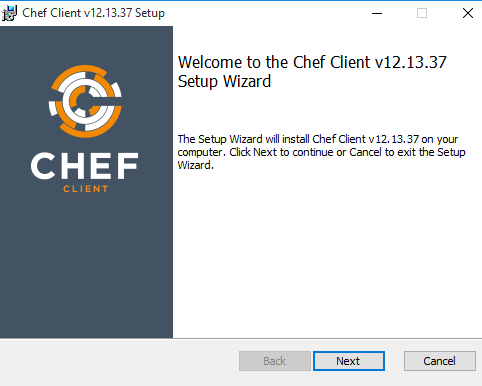 Chef Client v12.13.37 Setup
Welcome to the Chef Client v12.13.37
Setup Wizard
The Setup Wizard will install Chef Client v12.13.37 on your
computer. Click Next to continue or Cancel to exit the Setup
Wizard.
CHEF
CLIENT
Back
Next
Cancel